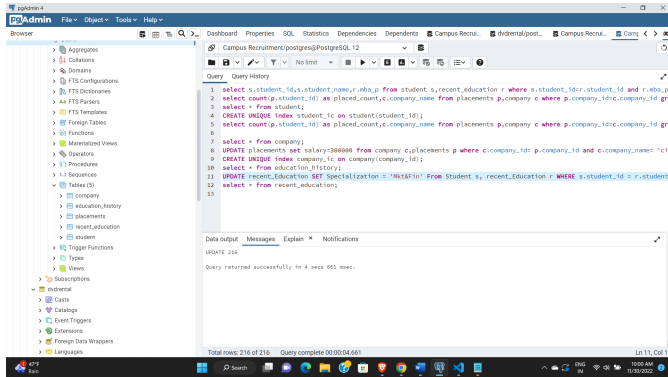 pgAdmin 4
pgAdmin File Object Tools Help
Browser
Dashboard Properties SQL Statistics Dependencies Dependents Campus Recrui... dvdrental/post... Campus Recrui... Camp
Campus Recruitment/postgres@PostgreSQL 12
No limit
Query Query History
1 select s.student_id,s.student_name,r.mba_p from student s,recent_education r where s.student_id=r.student_id and r.mba_p
2 select count(p.student_id) as placed_count,c.company_name from placements p,company c where p.company_id=c.company_id gr
3 select * from student;
4 CREATE UNIQUE index student_ic on student(student_id);
5 select count(p.student_id) as placed_count,c.company_name from placements p,company c where p.company_id=c.company_id gr
6
7 select * from company;
8 UPDATE placements set salary=300000 from company c,placements p where c.company_id= p.company_id and c.company_name= 'ci
9 CREATE UNIQUE index company_ic on company(company_id);
10 select * from education_history;
11 UPDATE recent_Education SET Specialization = 'Mkt&Fin' From Student s, recent_Education r WHERE s.student_id = r.student
12 select * from recent_education;
13
Aggregates
Collations
Domains
FTS Configurations
FTS Dictionaries
Aa FTS Parsers
FTS Templates
Foreign Tables
Functions
Materialized Views
Operators
Procedures
1..3 Sequences
Tables (5)
company
education_history
placements
recent_education
student
Trigger Functions
Types
Views
Subscriptions
dvdrental
Casts
Catalogs
Event Triggers
Extensions
Foreign Data Wrappers
Languages
Data output Messages Explain × Notifications
UPDATE 216
Query returned successfully in 4 secs 661 msec.
Total rows: 216 of 216 Query complete 00:00:04.661 Ln 11, Col 1
47°F
Rain
Search
ENG
IN
10:00 AM
11/30/2022